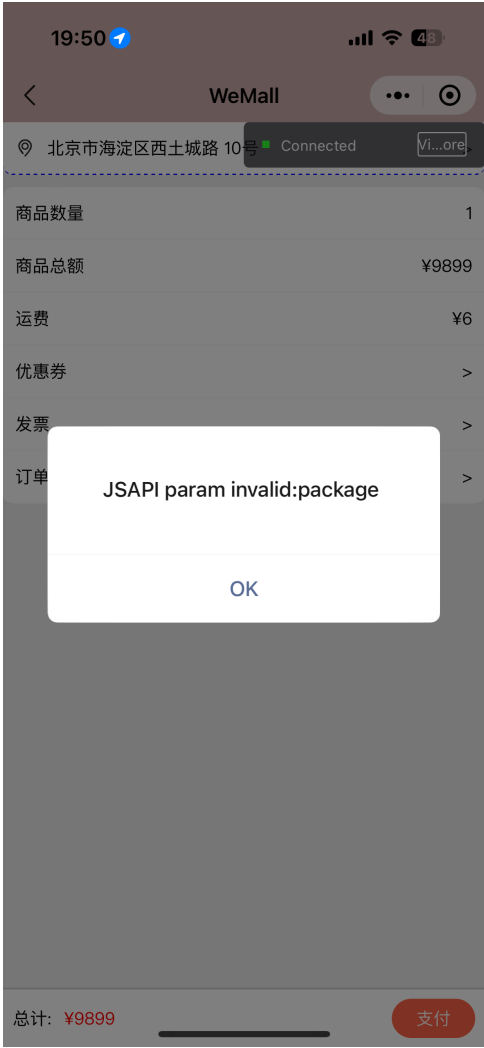 19:50
48
WeMall
北京市海淀区西土城路 10号
Connected
Vi...ore
商品数量
1
商品总额
¥9899
运费
¥6
优惠券
>
发票
>
订单
>
JSAPI param invalid:package
OK
总计: ¥9899
支付